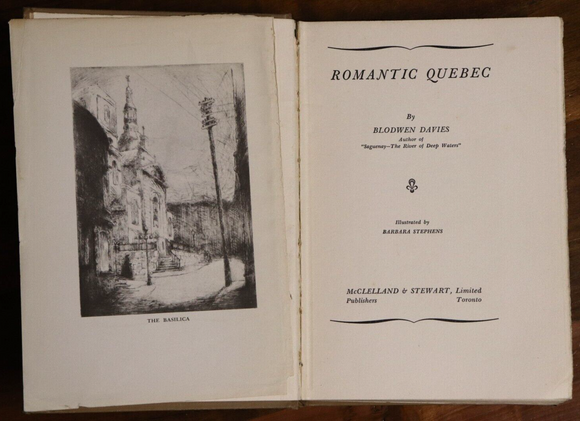 THE BASILICA
ROMANTIC QUEBEC
By
BLODWEN DAVIES
Author of
"Saguenay—The River of Deep Waters"
Illustrated by
BARBARA STEPHENS
McCLELLAND & STEWART, Limited
Publishers Toronto